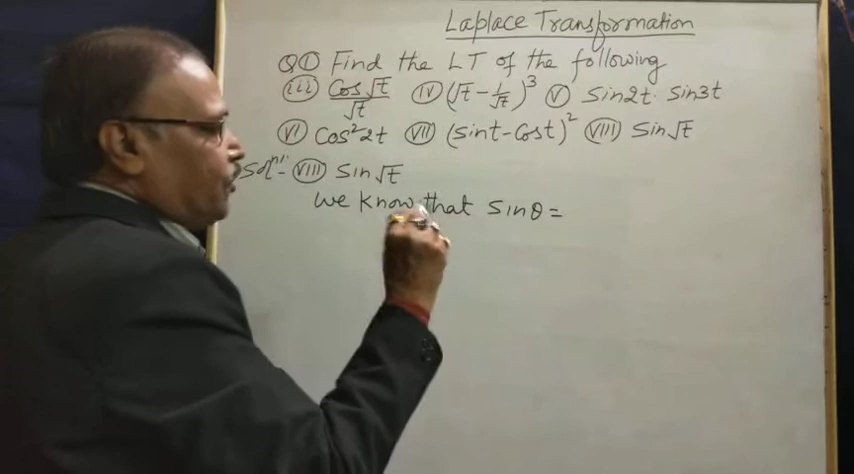 Laplace Transformation
Q① Find the LT of the following
(iii) Cos√t/√t (iv) (√t - 1/√t)³ (v) Sin2t · Sin3t
(vi) Cos²2t (vii) (Sint - Cost)² (viii) Sin√t
Solⁿ:- (viii) Sin√t
We know that Sinθ =